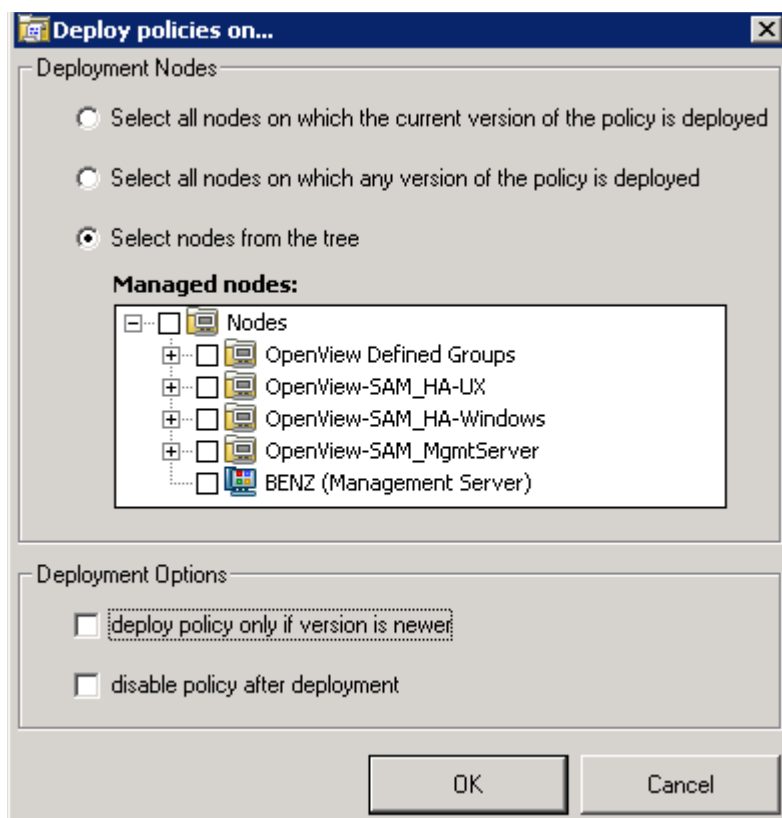 Deploy policies on...
Deployment Nodes
Select all nodes on which the current version of the policy is deployed
Select all nodes on which any version of the policy is deployed
Select nodes from the tree
Managed nodes:
Nodes
OpenView Defined Groups
OpenView-SAM_HA-UX
OpenView-SAM_HA-Windows
OpenView-SAM_MgmtServer
BENZ (Management Server)
Deployment Options
deploy policy only if version is newer
disable policy after deployment
OK Cancel